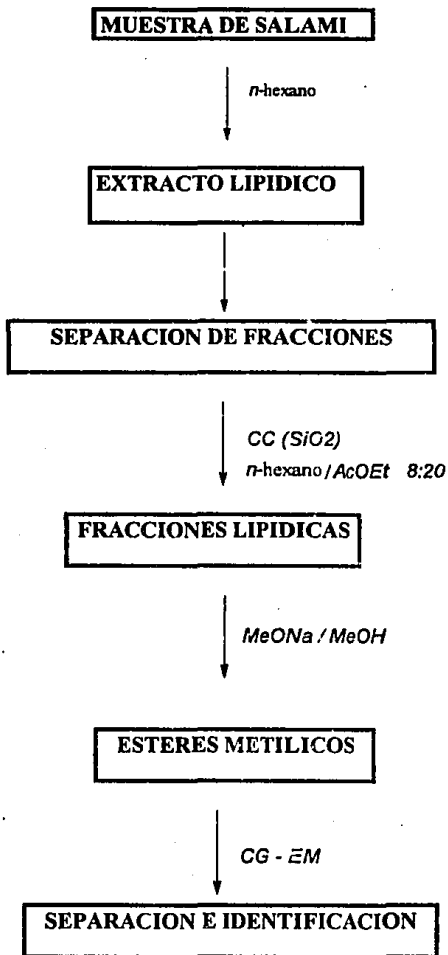 MUESTRA DE SALAMI
n-hexano
EXTRACTO LIPIDICO
SEPARACION DE FRACCIONES
CC (SiO2)
n-hexano / AcOEt 8:20
FRACCIONES LIPIDICAS
MeONa / MeOH
ESTERES METILICOS
CG - EM
SEPARACION E IDENTIFICACION